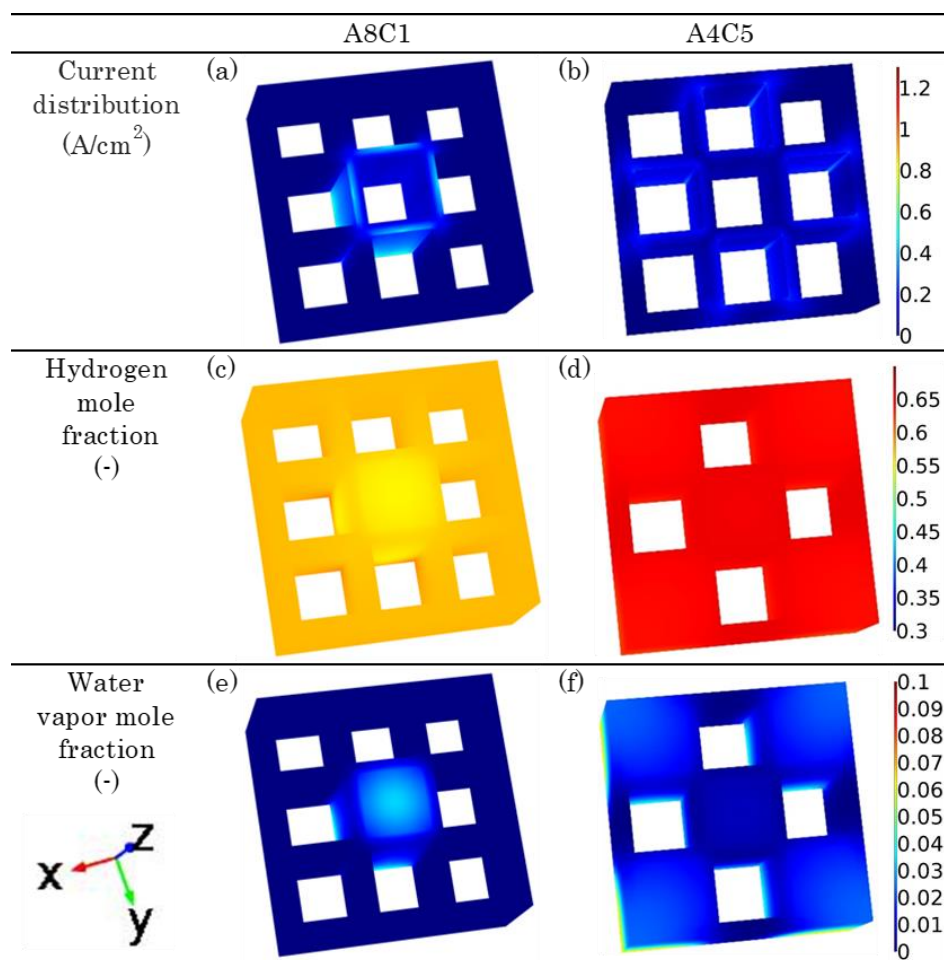 A8C1 A4C5
Current
distribution
(A/cm²)
(a)
(b)
1.2
1
0.8
0.6
0.4
0.2
0
Hydrogen
mole
fraction
(-)
(c)
(d)
0.65
0.6
0.55
0.5
0.45
0.4
0.35
0.3
Water
vapor mole
fraction
(-)
(e)
(f)
0.1
0.09
0.08
0.07
0.06
0.05
0.04
0.03
0.02
0.01
0
z
x
y